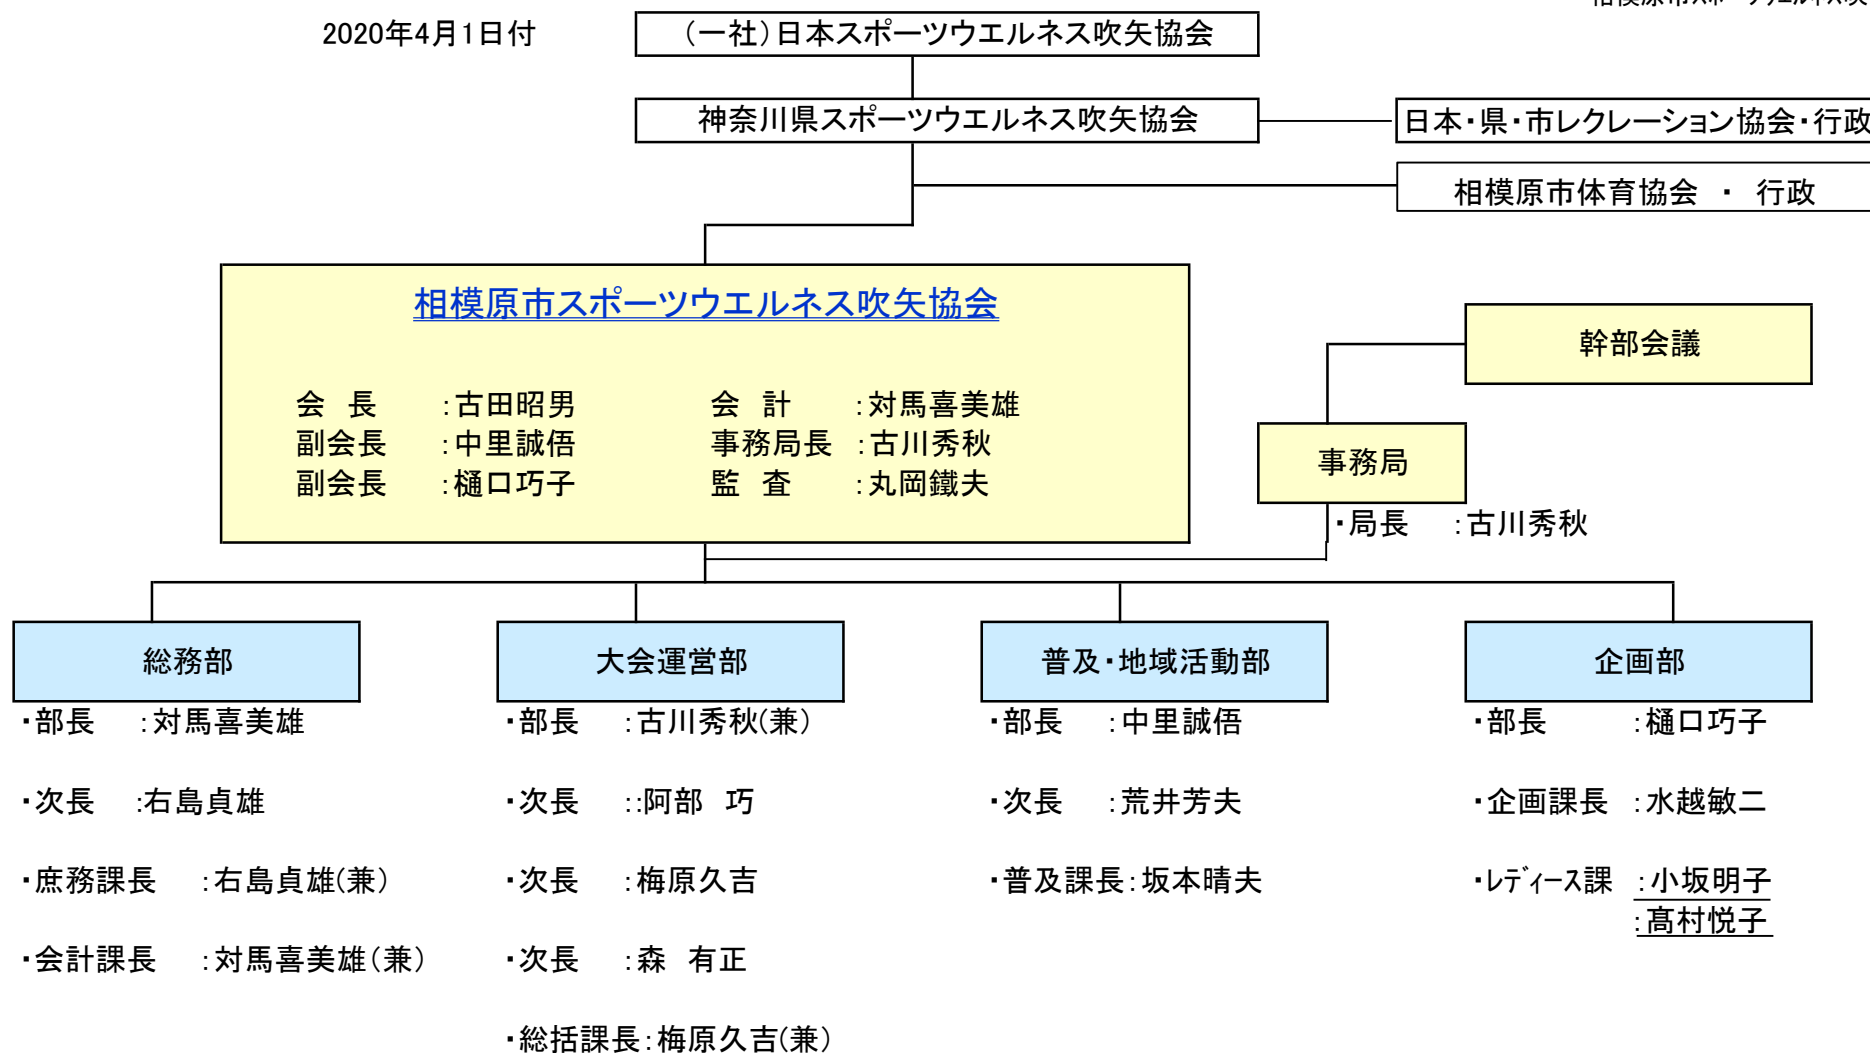 2020年4月1日付
(一社)日本スポーツウエルネス吹矢協会
神奈川県スポーツウエルネス吹矢協会
日本・県・市レクレーション協会・行政
相模原市体育協会 ・ 行政
相模原市スポーツウエルネス吹矢協会
会 長 :古田昭男 会 計 :対馬喜美雄
副会長 :中里誠悟 事務局長 :古川秀秋
副会長 :樋口巧子 監 査 :丸岡鐵夫
幹部会議
事務局
・局長 :古川秀秋
総務部
・部長 :対馬喜美雄
・次長 :右島貞雄
・庶務課長 :右島貞雄(兼)
・会計課長 :対馬喜美雄(兼)
大会運営部
・部長 :古川秀秋(兼)
・次長 ::阿部 巧
・次長 :梅原久吉
・次長 :森 有正
・総括課長:梅原久吉(兼)
普及・地域活動部
・部長 :中里誠悟
・次長 :荒井芳夫
・普及課長:坂本晴夫
企画部
・部長 :樋口巧子
・企画課長 :水越敏二
・ﾚﾃﾞｨｰｽ課 :小坂明子
:髙村悦子